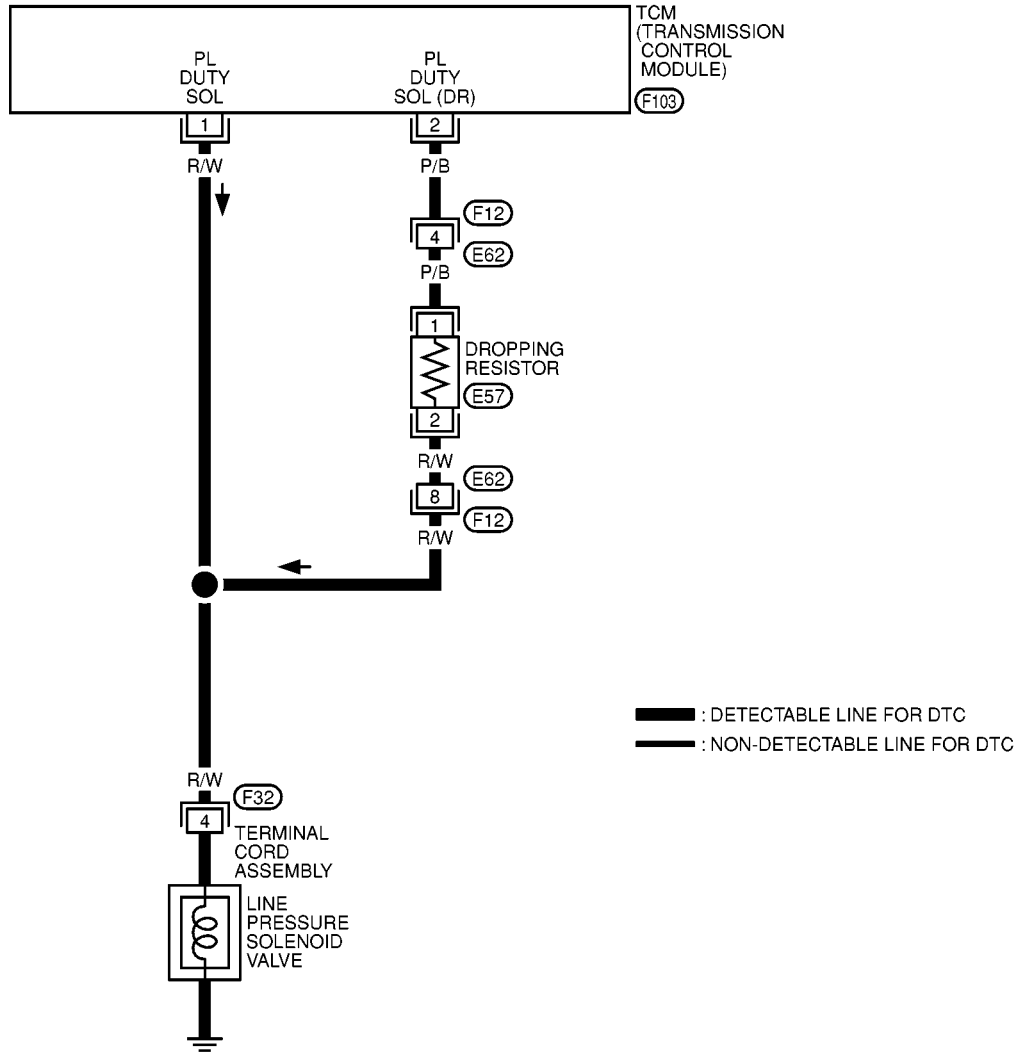 TCM
(TRANSMISSION
CONTROL
MODULE)
F103
PL
DUTY
SOL
PL
DUTY
SOL (DR)
1
2
R/W
P/B
F12
4
E62
P/B
1
DROPPING
RESISTOR
E57
2
R/W
E62
8
F12
R/W
: DETECTABLE LINE FOR DTC
: NON-DETECTABLE LINE FOR DTC
R/W
F32
4
TERMINAL
CORD
ASSEMBLY
LINE
PRESSURE
SOLENOID
VALVE